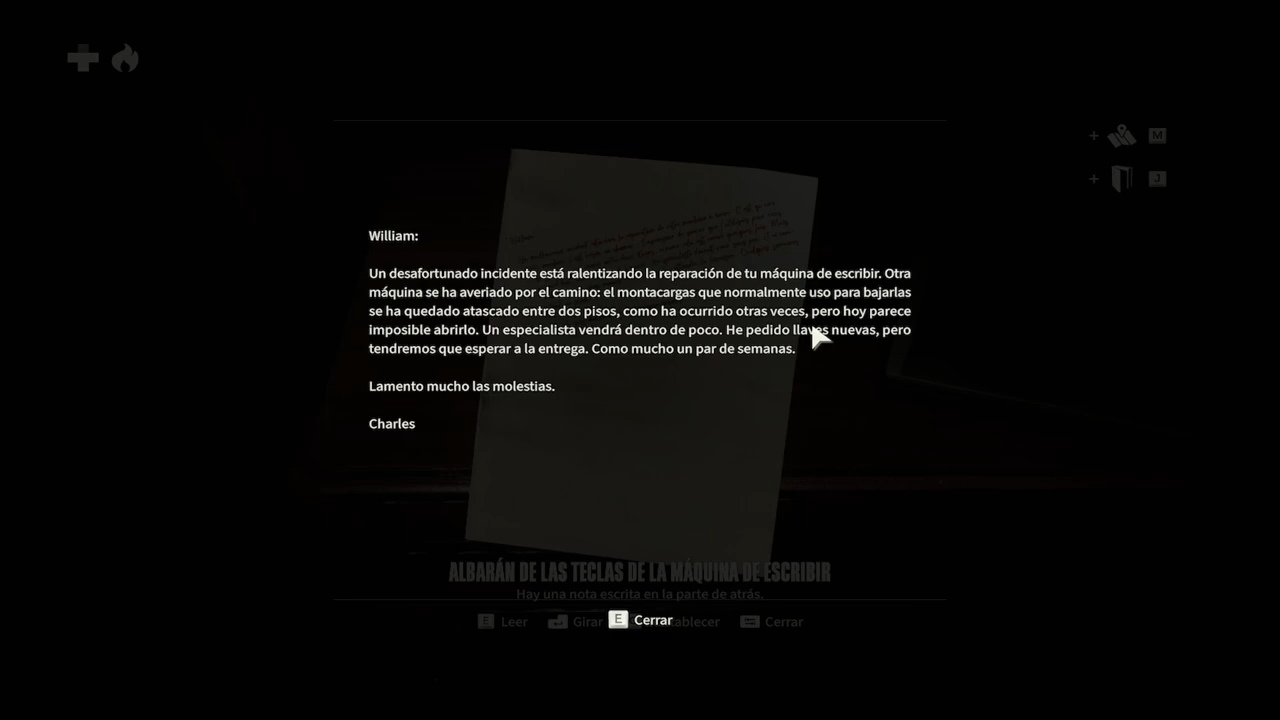 M
J
William:
Un desafortunado incidente está ralentizando la reparación de tu máquina de escribir. Otra
máquina se ha averiado por el camino: el montacargas que normalmente uso para bajarlas
se ha quedado atascado entre dos pisos, como ha ocurrido otras veces, pero hoy parece
imposible abrirlo. Un especialista vendrá dentro de poco. He pedido llaves nuevas, pero
tendremos que esperar a la entrega. Como mucho un par de semanas.
Lamento mucho las molestias.
Charles
ALBARÁN DE LAS TECLAS DE LA MÁQUINA DE ESCRIBIR
Hay una nota escrita en la parte de atrás.
E Leer Girar E Cerrar Cerrar